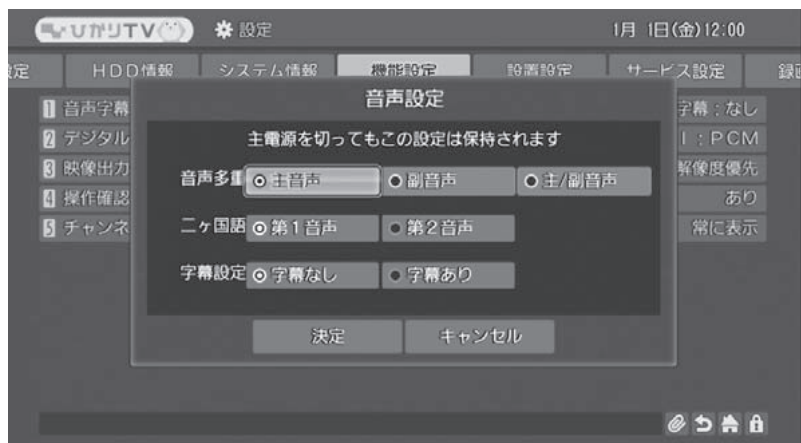 ひかりTV 設定 1月 1日(金)12:00
設定 HDD情報 システム情報 機能設定 設置設定 サービス設定 録画
音声設定
主電源を切ってもこの設定は保持されます
1 音声字幕 字幕:なし
2 デジタル I:PCM
3 映像出力 解像度優先
4 操作確認 あり
5 チャンネ 常に表示
音声多重 主音声 副音声 主/副音声
二ヶ国語 第1音声 第2音声
字幕設定 字幕なし 字幕あり
決定 キャンセル